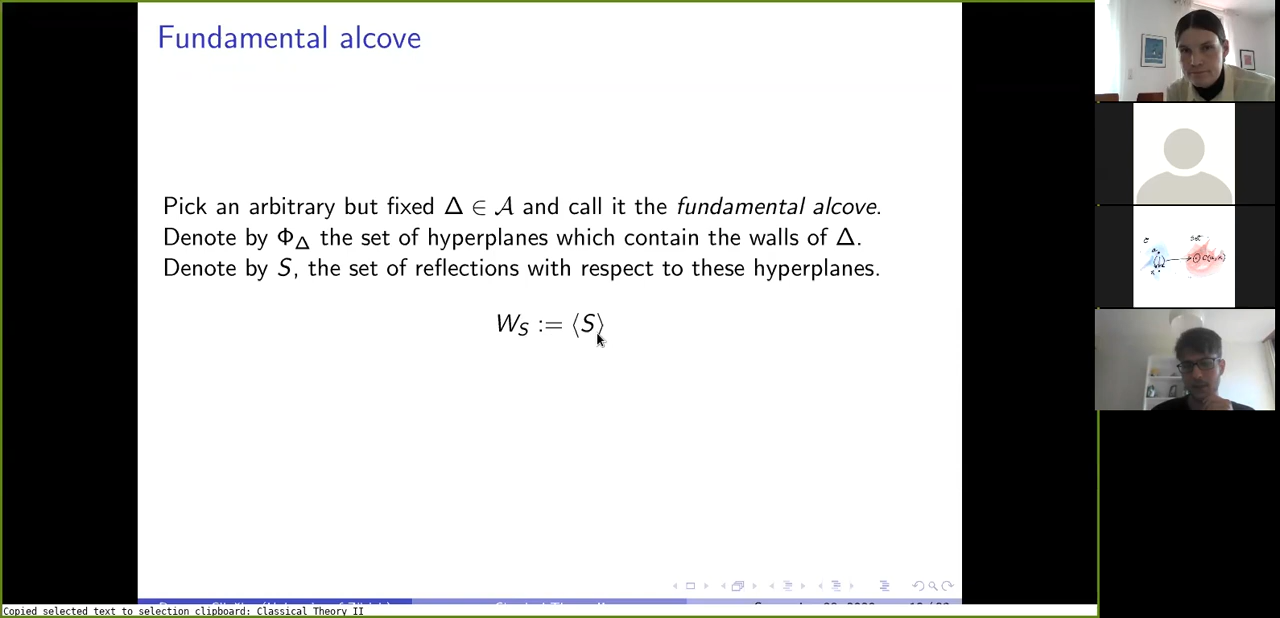 Fundamental alcove
Pick an arbitrary but fixed Δ ∈ 𝒜 and call it the fundamental alcove.
Denote by Φ_Δ the set of hyperplanes which contain the walls of Δ.
Denote by S, the set of reflections with respect to these hyperplanes.
W_S := ⟨S⟩
Copied selected text to selection clipboard: Classical Theory II